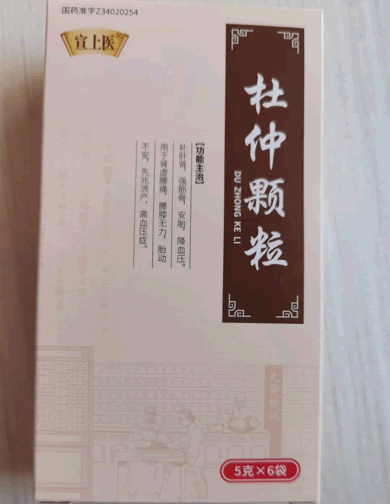 国药准字Z34020254
宣上医
杜仲颗粒
DU ZHONG KE LI
【功能主治】
补肝肾，强筋骨，安胎，降血压。
用于肾虚腰痛，腰膝无力，胎动
不安，先兆流产，高血压症。
5克×6袋